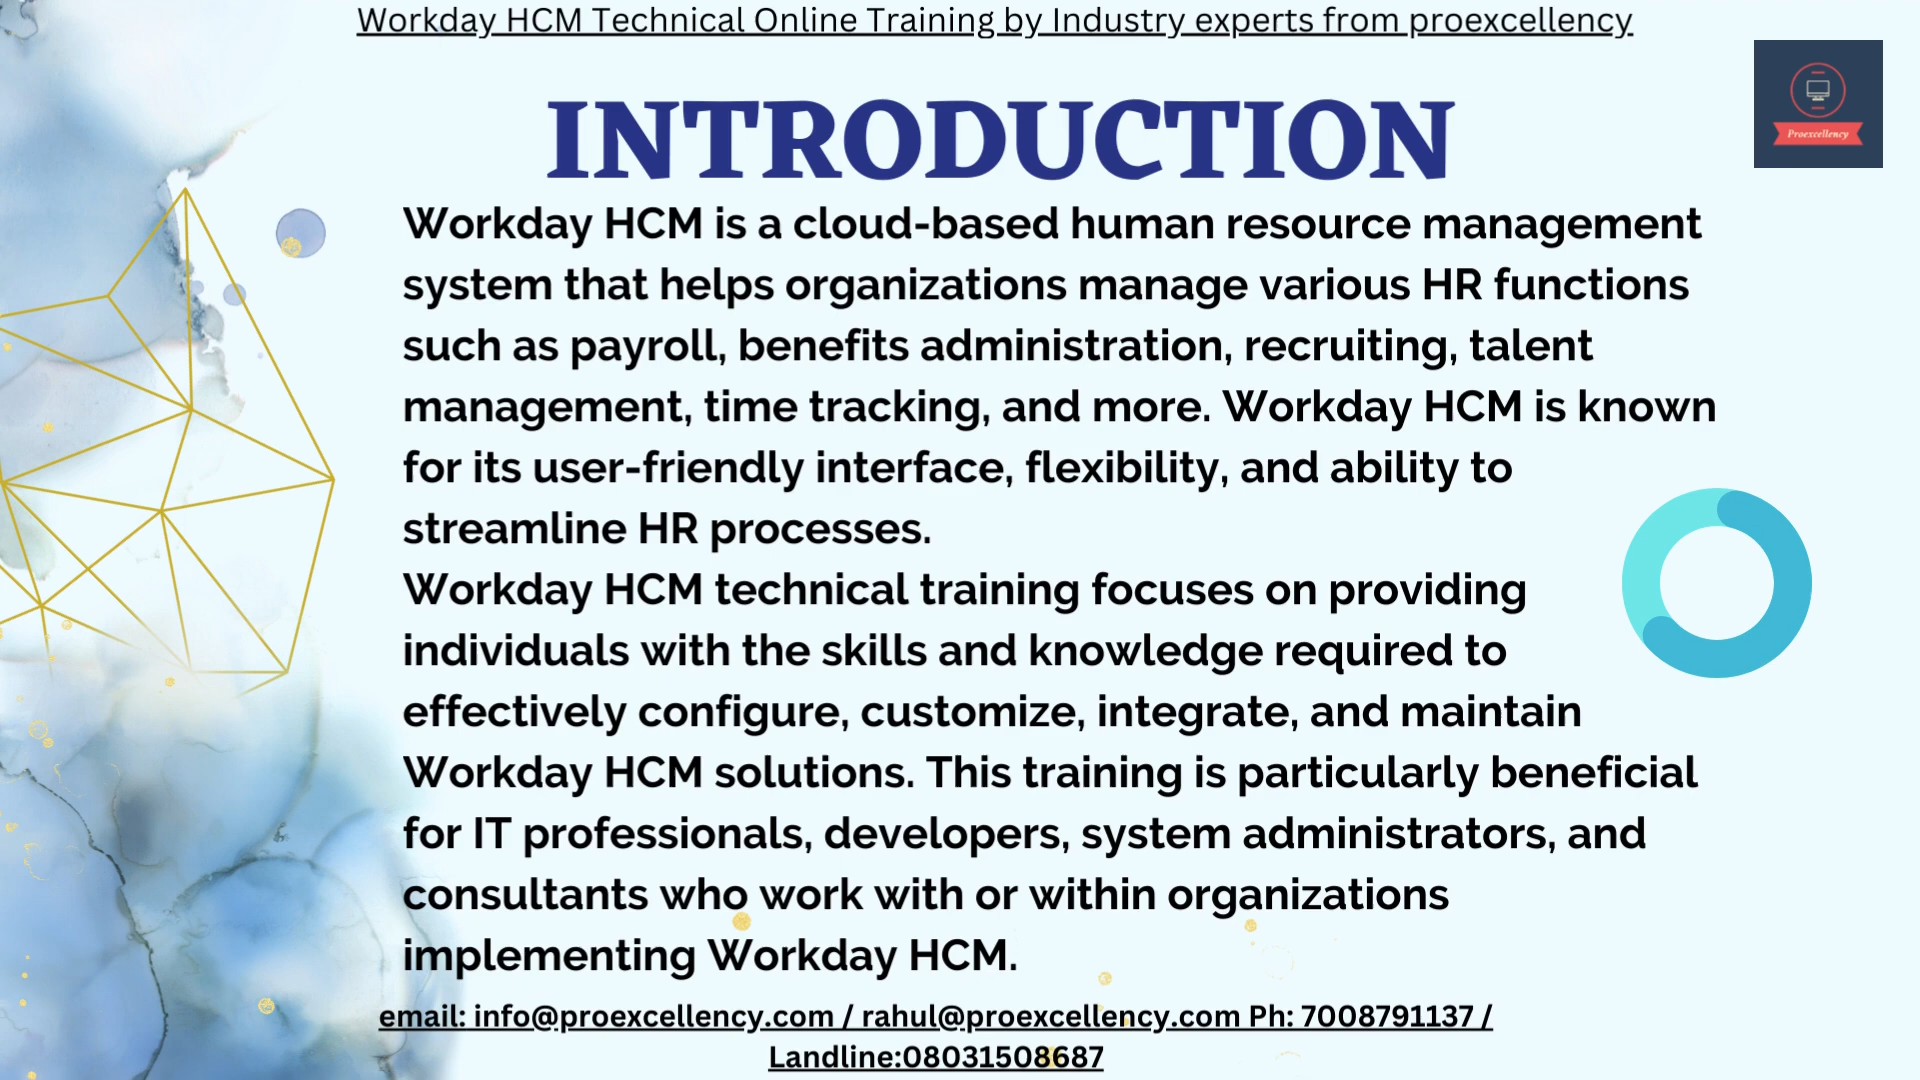 Workday HCM Technical Online Training by Industry experts from proexcellency
Proexcellency
INTRODUCTION
Workday HCM is a cloud-based human resource management
system that helps organizations manage various HR functions
such as payroll, benefits administration, recruiting, talent
management, time tracking, and more. Workday HCM is known
for its user-friendly interface, flexibility, and ability to
streamline HR processes.
Workday HCM technical training focuses on providing
individuals with the skills and knowledge required to
effectively configure, customize, integrate, and maintain
Workday HCM solutions. This training is particularly beneficial
for IT professionals, developers, system administrators, and
consultants who work with or within organizations
implementing Workday HCM.
email: info@proexcellency.com / rahul@proexcellency.com Ph: 7008791137 /
Landline:08031508687